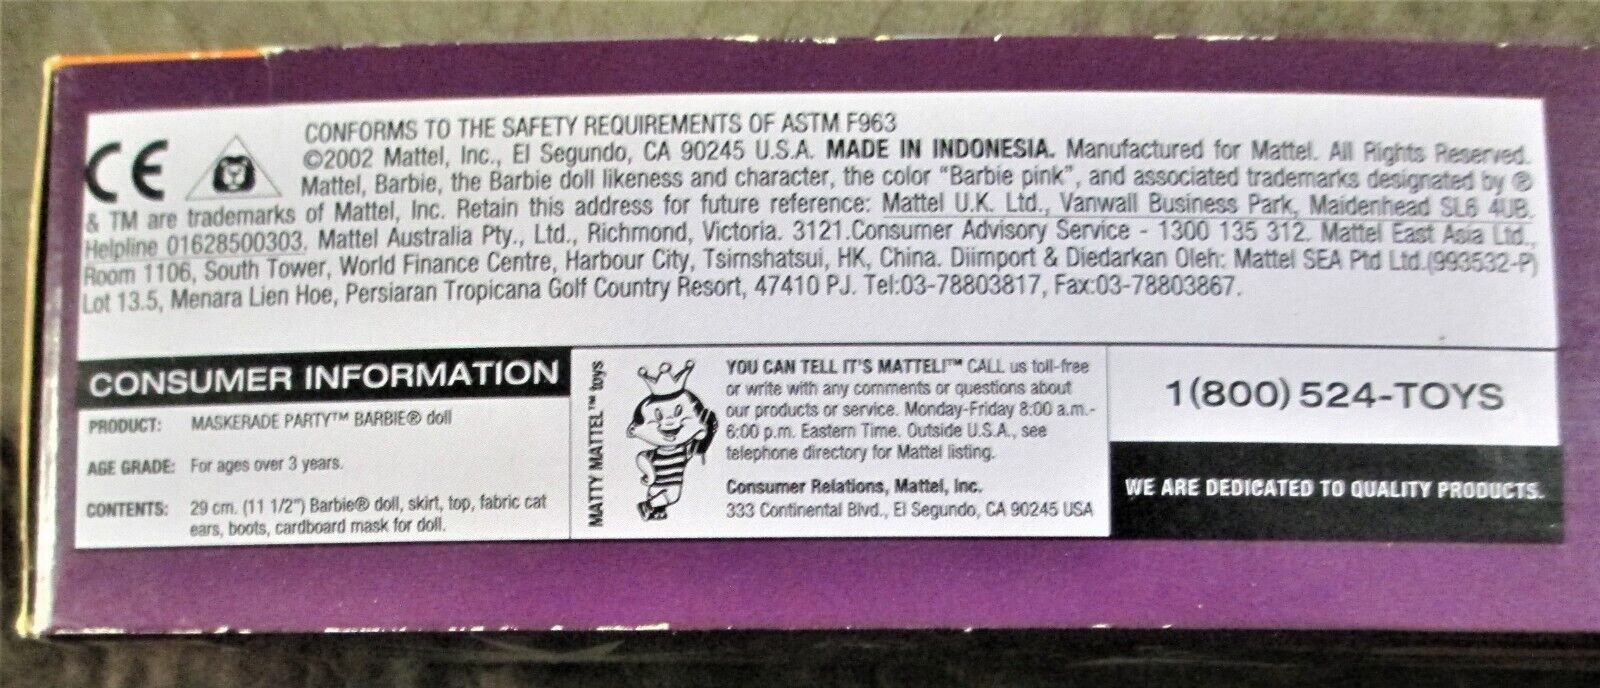 CE
CONFORMS TO THE SAFETY REQUIREMENTS OF ASTM F963
©2002 Mattel, Inc., El Segundo, CA 90245 U.S.A. MADE IN INDONESIA. Manufactured for Mattel. All Rights Reserved.
Mattel, Barbie, the Barbie doll likeness and character, the color "Barbie pink", and associated trademarks designated by ®
& TM are trademarks of Mattel, Inc. Retain this address for future reference: Mattel U.K. Ltd., Vanwall Business Park, Maidenhead SL6 4UB.
Helpline 01628500303. Mattel Australia Pty., Ltd., Richmond, Victoria. 3121.Consumer Advisory Service - 1300 135 312. Mattel East Asia Ltd.,
Room 1106, South Tower, World Finance Centre, Harbour City, Tsimshatsui, HK, China. Diimport & Diedarkan Oleh: Mattel SEA Ptd Ltd.(993532-P)
Lot 13.5, Menara Lien Hoe, Persiaran Tropicana Golf Country Resort, 47410 PJ. Tel:03-78803817, Fax:03-78803867.
CONSUMER INFORMATION
PRODUCT: MASKERADE PARTY™ BARBIE® doll
AGE GRADE: For ages over 3 years.
CONTENTS: 29 cm. (11 1/2") Barbie® doll, skirt, top, fabric cat
ears, boots, cardboard mask for doll.
MATTY MATTEL™ toys
YOU CAN TELL IT'S MATTEL!™ CALL us toll-free
or write with any comments or questions about
our products or service. Monday-Friday 8:00 a.m.-
6:00 p.m. Eastern Time. Outside U.S.A., see
telephone directory for Mattel listing.
Consumer Relations, Mattel, Inc.
333 Continental Blvd., El Segundo, CA 90245 USA
1(800) 524-TOYS
WE ARE DEDICATED TO QUALITY PRODUCTS.